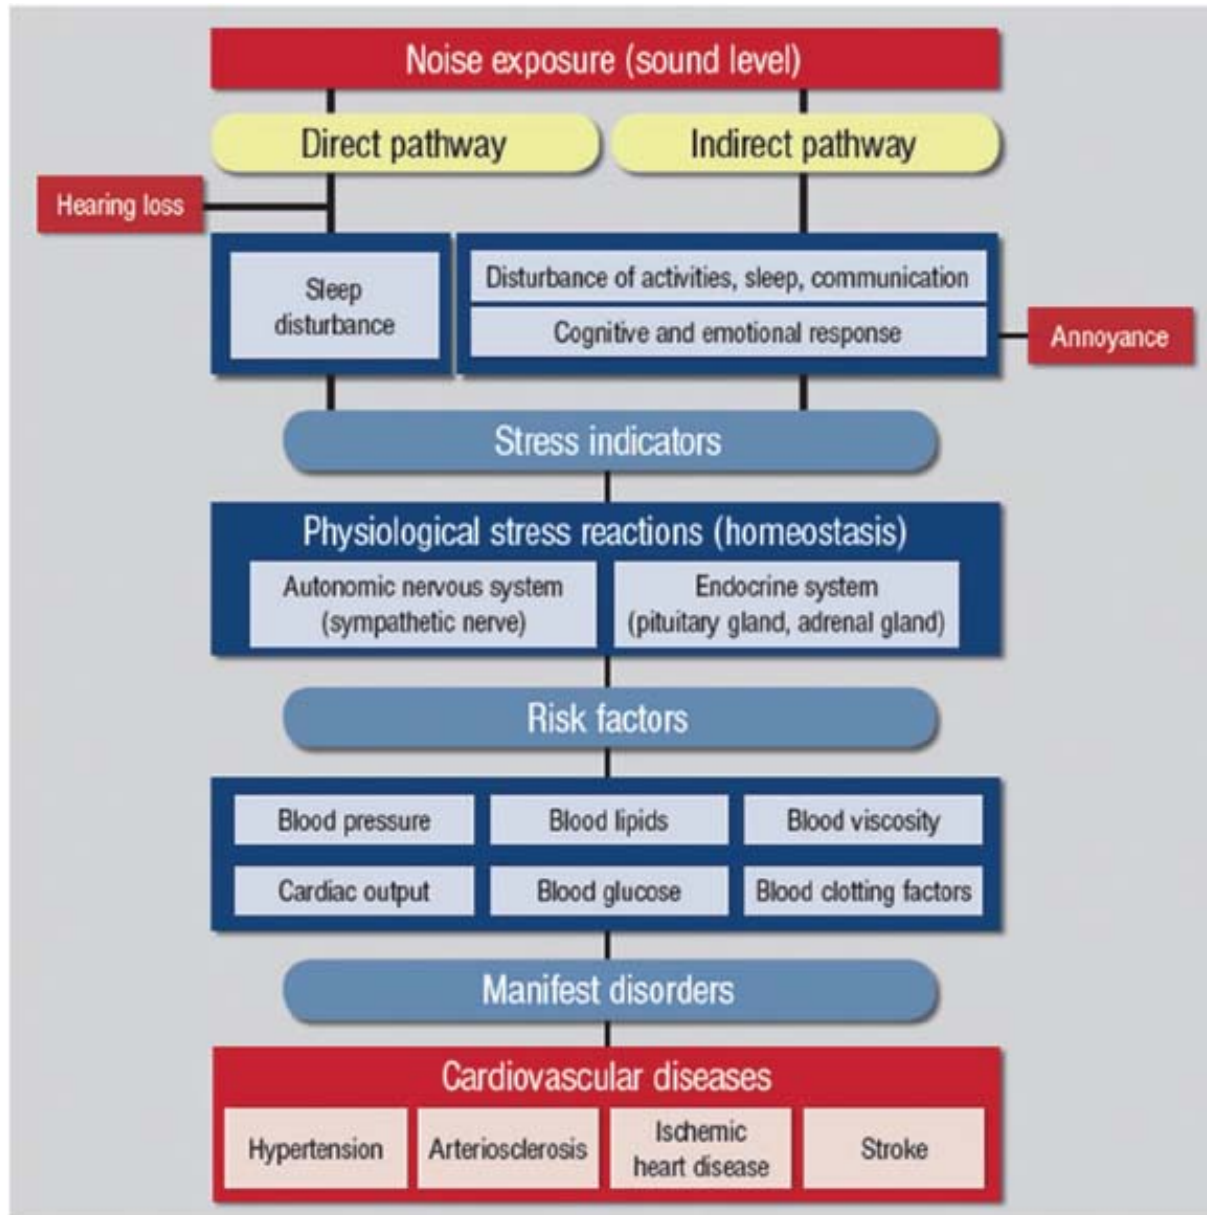 Noise exposure (sound level)
Direct pathway
Indirect pathway
Hearing loss
Sleep
disturbance
Disturbance of activities, sleep, communication
Cognitive and emotional response
Annoyance
Stress indicators
Physiological stress reactions (homeostasis)
Autonomic nervous system
(sympathetic nerve)
Endocrine system
(pituitary gland, adrenal gland)
Risk factors
Blood pressure
Blood lipids
Blood viscosity
Cardiac output
Blood glucose
Blood clotting factors
Manifest disorders
Cardiovascular diseases
Hypertension
Arteriosclerosis
Ischemic
heart disease
Stroke